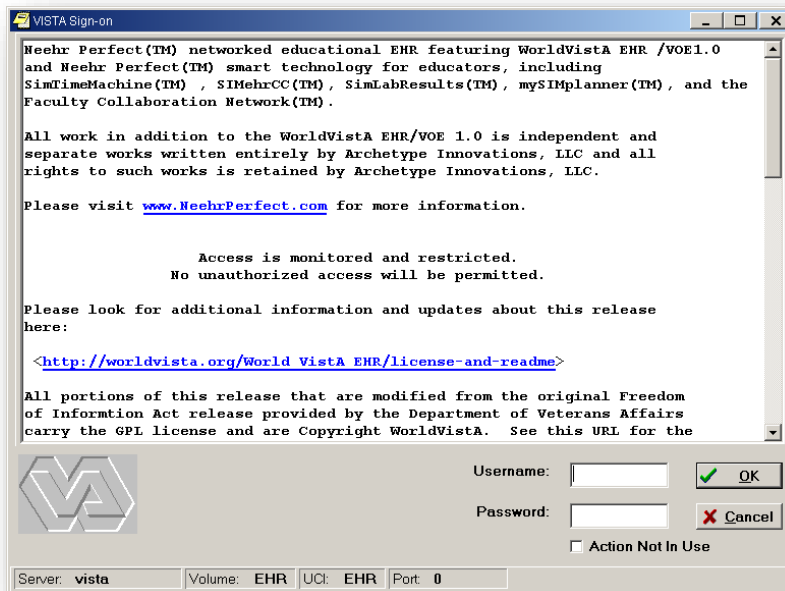 VISTA Sign-on
Neehr Perfect(TM) networked educational EHR featuring WorldVistA EHR /VOE1.0
and Neehr Perfect(TM) smart technology for educators, including
SimTimeMachine(TM) , SIMehrCC(TM), SimLabResults(TM), mySIMplanner(TM), and the
Faculty Collaboration Network(TM).
All work in addition to the WorldVistA EHR/VOE 1.0 is independent and
separate works written entirely by Archetype Innovations, LLC and all
rights to such works is retained by Archetype Innovations, LLC.
Please visit www.NeehrPerfect.com for more information.
Access is monitored and restricted.
No unauthorized access will be permitted.
Please look for additional information and updates about this release
here:
<http://worldvista.org/World VistA EHR/license-and-readme>
All portions of this release that are modified from the original Freedom
of Informtion Act release provided by the Department of Veterans Affairs
carry the GPL license and are Copyright WorldVistA.  See this URL for the
Username:
OK
Password:
Cancel
Action Not In Use
Server: vista Volume: EHR UCI: EHR Port: 0